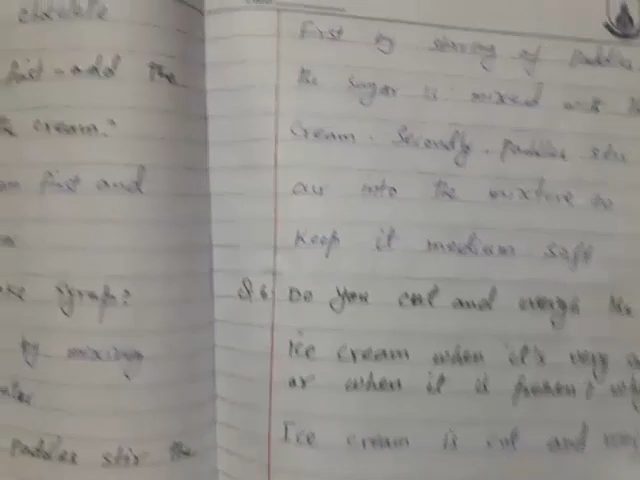 chocolate
first - add the
the cream."
first and
syrup?
by mixing
Paddles stir the
First by stirring of paddles
the sugar is mixed
cream. Secondly. Paddles stir
air into the mixture to
keep it medium soft
Q6 Do you cut and weigh the
ice cream when it's very
or when it is frozen? why
Ice cream is cut and